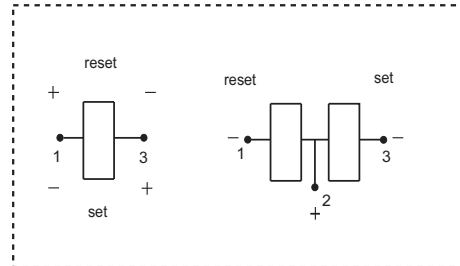 reset
+ −
1 3
− +
set
reset set
− 1 3 −
2
+